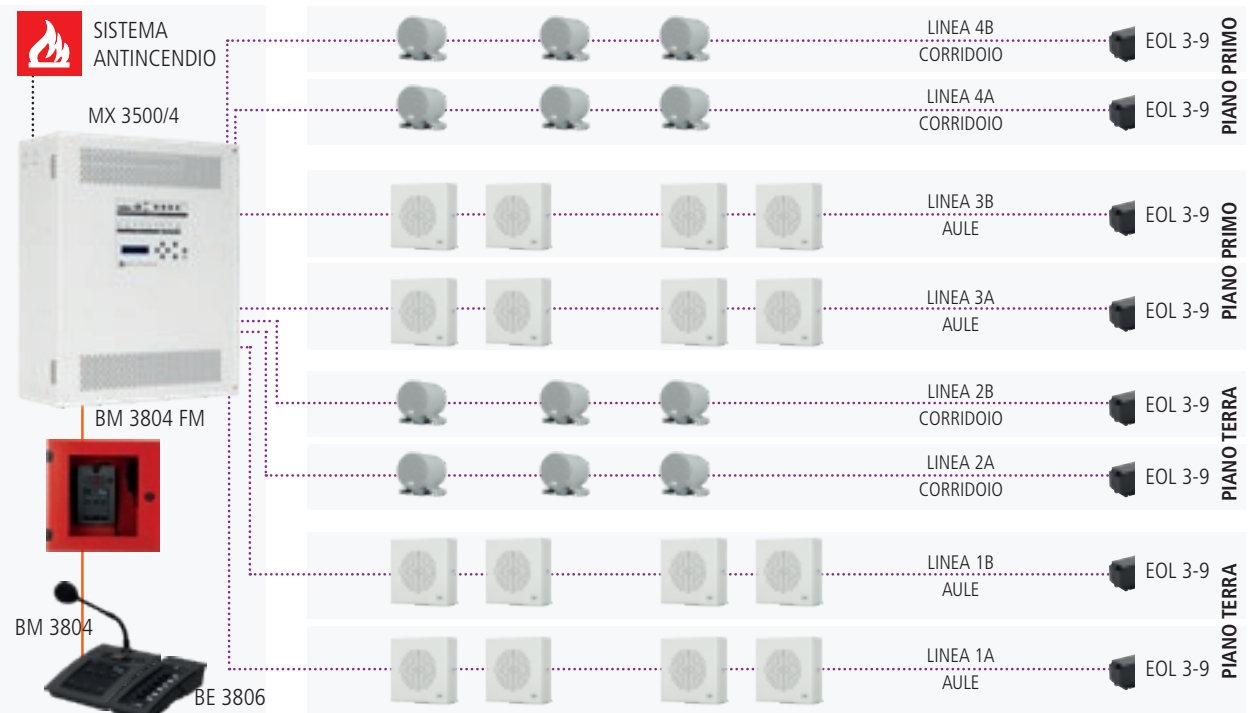 SISTEMA
ANTINCENDIO
MX 3500/4
BM 3804 FM
BM 3804
BE 3806
LINEA 4B
CORRIDOIO
EOL 3-9
LINEA 4A
CORRIDOIO
EOL 3-9
PIANO PRIMO
LINEA 3B
AULE
EOL 3-9
LINEA 3A
AULE
EOL 3-9
PIANO PRIMO
LINEA 2B
CORRIDOIO
EOL 3-9
LINEA 2A
CORRIDOIO
EOL 3-9
PIANO TERRA
LINEA 1B
AULE
EOL 3-9
LINEA 1A
AULE
EOL 3-9
PIANO TERRA